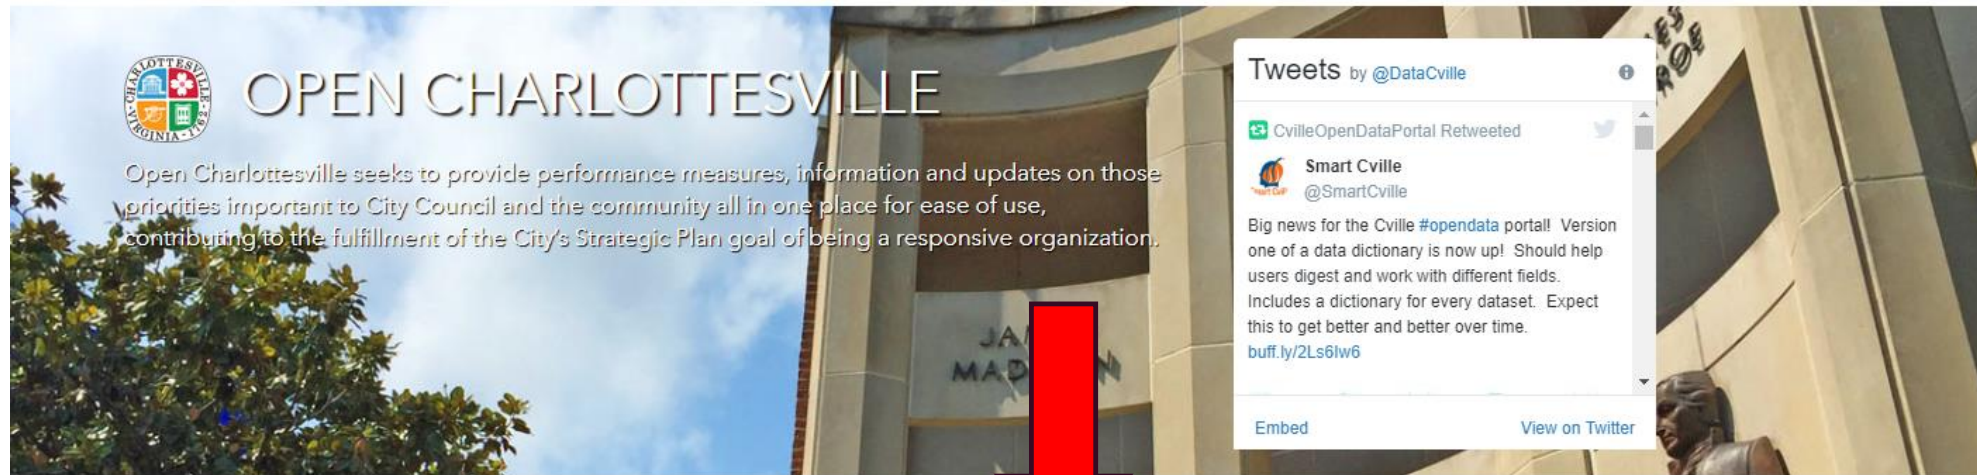 CHARLOTTESVILLE
VIRGINIA - 1762
OPEN CHARLOTTESVILLE
Open Charlottesville seeks to provide performance measures, information and updates on those
priorities important to City Council and the community all in one place for ease of use,
contributing to the fulfillment of the City's Strategic Plan goal of being a responsive organization.
JA
MAD N
Tweets by @DataCville
CvilleOpenDataPortal Retweeted
Smart Cville
@SmartCville
Big news for the Cville #opendata portal! Version
one of a data dictionary is now up! Should help
users digest and work with different fields.
Includes a dictionary for every dataset. Expect
this to get better and better over time.
buff.ly/2Ls6lw6
Embed
View on Twitter